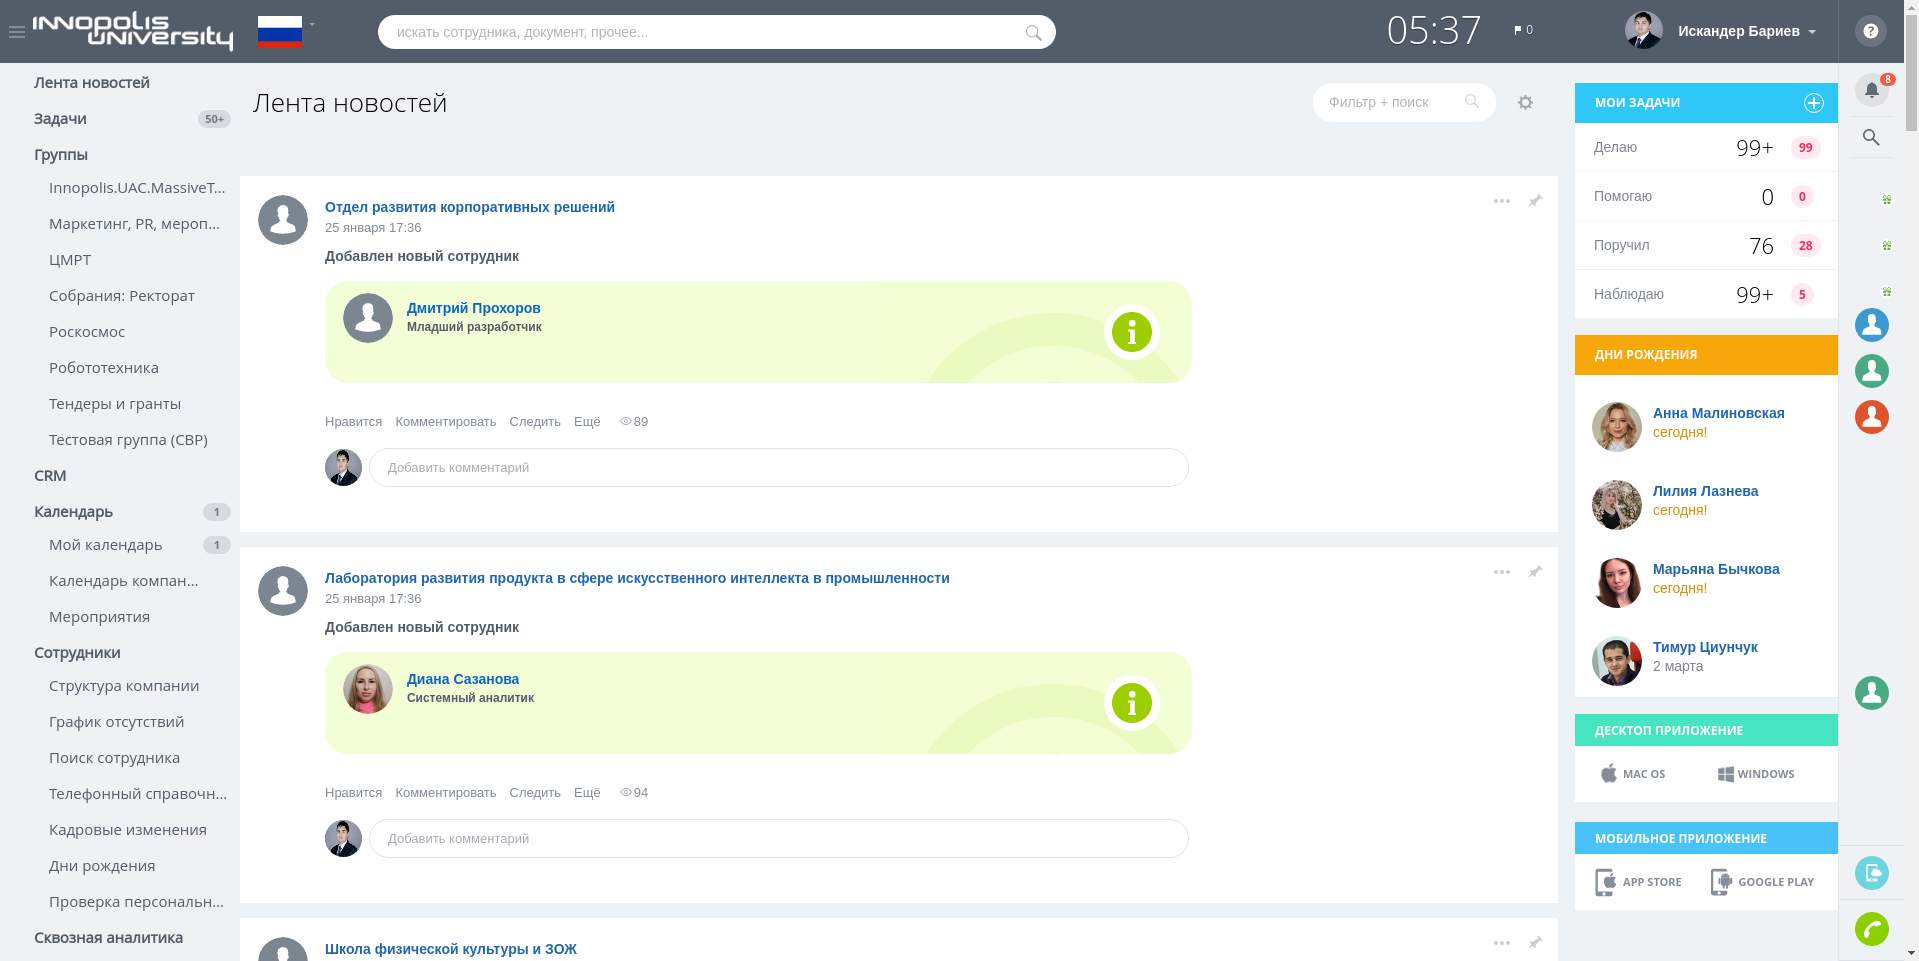 INNOPOLIS
UNIVERSITY
искать сотрудника, документ, прочее...
05:37
0
Искандер Бариев
?
Лента новостей
Задачи
50+
Группы
Innopolis.UAC.MassiveT...
Маркетинг, PR, мероп...
ЦМРТ
Собрания: Ректорат
Роскосмос
Робототехника
Тендеры и гранты
Тестовая группа (СВР)
CRM
Календарь
1
Мой календарь
1
Календарь компан...
Мероприятия
Сотрудники
Структура компании
График отсутствий
Поиск сотрудника
Телефонный справочн...
Кадровые изменения
Дни рождения
Проверка персональн...
Сквозная аналитика
Лента новостей
Фильтр + поиск
Отдел развития корпоративных решений
25 января 17:36
Добавлен новый сотрудник
Дмитрий Прохоров
Младший разработчик
i
Нравится Комментировать Следить Ещё 89
Добавить комментарий
Лаборатория развития продукта в сфере искусственного интеллекта в промышленности
25 января 17:36
Добавлен новый сотрудник
Диана Сазанова
Системный аналитик
i
Нравится Комментировать Следить Ещё 94
Добавить комментарий
Школа физической культуры и ЗОЖ
МОИ ЗАДАЧИ
Делаю 99+ 99
Помогаю 0 0
Поручил 76 28
Наблюдаю 99+ 5
ДНИ РОЖДЕНИЯ
Анна Малиновская
сегодня!
Лилия Лазнева
сегодня!
Марьяна Бычкова
сегодня!
Тимур Циунчук
2 марта
ДЕСКТОП ПРИЛОЖЕНИЕ
MAC OS WINDOWS
МОБИЛЬНОЕ ПРИЛОЖЕНИЕ
APP STORE GOOGLE PLAY
8